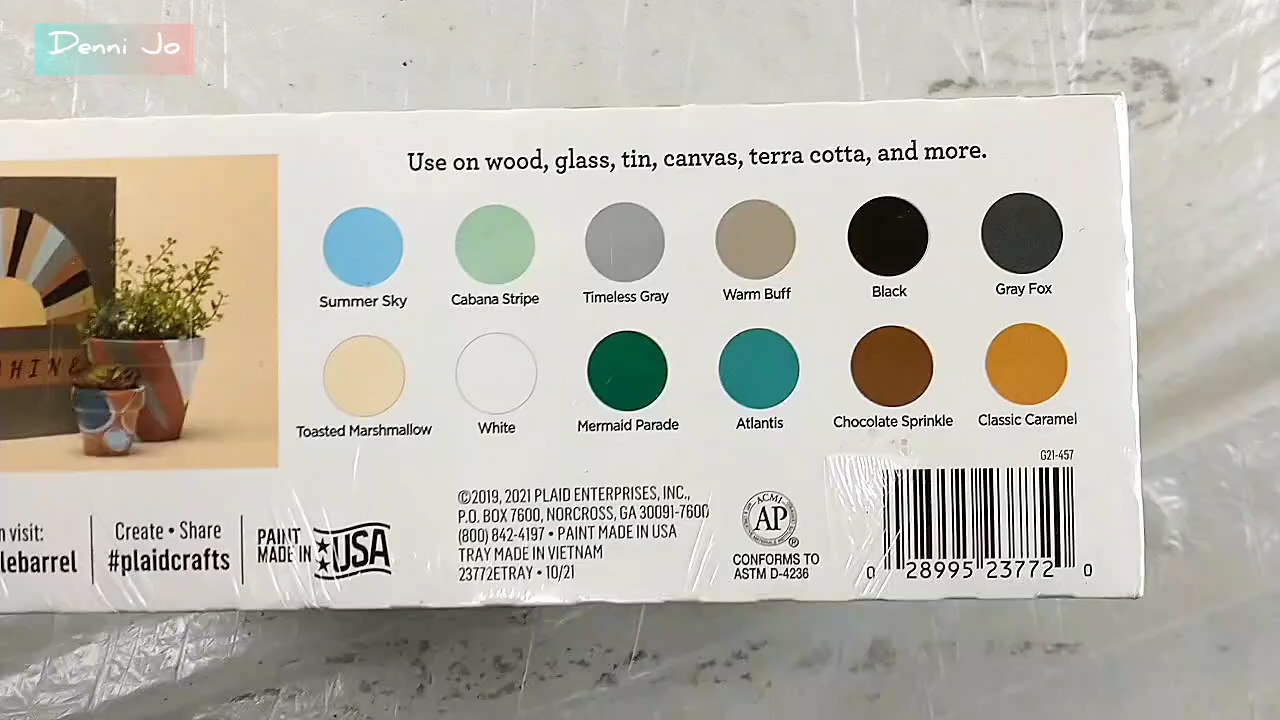 Denni Jo
Use on wood, glass, tin, canvas, terra cotta, and more.
Summer Sky
Cabana Stripe
Timeless Gray
Warm Buff
Black
Gray Fox
HINE
Toasted Marshmallow
White
Mermaid Parade
Atlantis
Chocolate Sprinkle
Classic Caramel
G21-457
visit:
lebarrel
Create • Share
#plaidcrafts
PAINT
MADE IN
USA
©2019, 2021 PLAID ENTERPRISES, INC.,
P.O. BOX 7600, NORCROSS, GA 30091-7600
(800) 842-4197 • PAINT MADE IN USA
TRAY MADE IN VIETNAM
23772ETRAY • 10/21
ACMI
AP
CONFORMS TO
ASTM D-4236
0 28995 23772 0